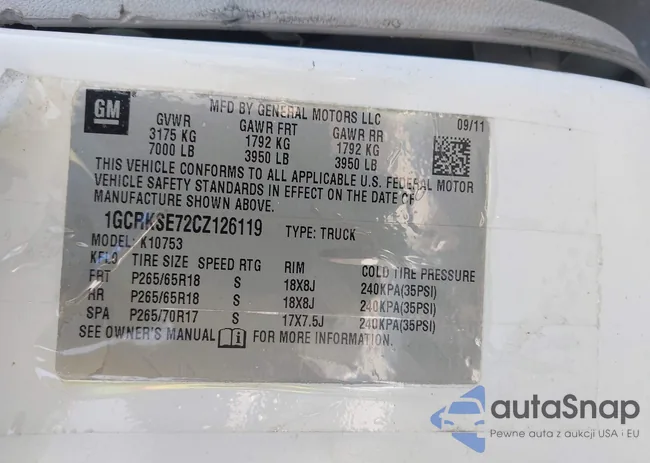 GM
MFD BY GENERAL MOTORS LLC
09/11
GVWR GAWR FRT GAWR RR
3175 KG 1792 KG 1792 KG
7000 LB 3950 LB 3950 LB
THIS VEHICLE CONFORMS TO ALL APPLICABLE U.S. FEDERAL MOTOR
VEHICLE SAFETY STANDARDS IN EFFECT ON THE DATE OF
MANUFACTURE SHOWN ABOVE.
1GCRKSE72CZ126119 TYPE: TRUCK
MODEL: K10753
KFL9 TIRE SIZE SPEED RTG RIM COLD TIRE PRESSURE
FRT P265/65R18 S 18X8J 240KPA(35PSI)
RR P265/65R18 S 18X8J 240KPA(35PSI)
SPA P265/70R17 S 17X7.5J 240KPA(35PSI)
SEE OWNER'S MANUAL i FOR MORE INFORMATION.
autaSnap
Pewne auta z aukcji USA i EU